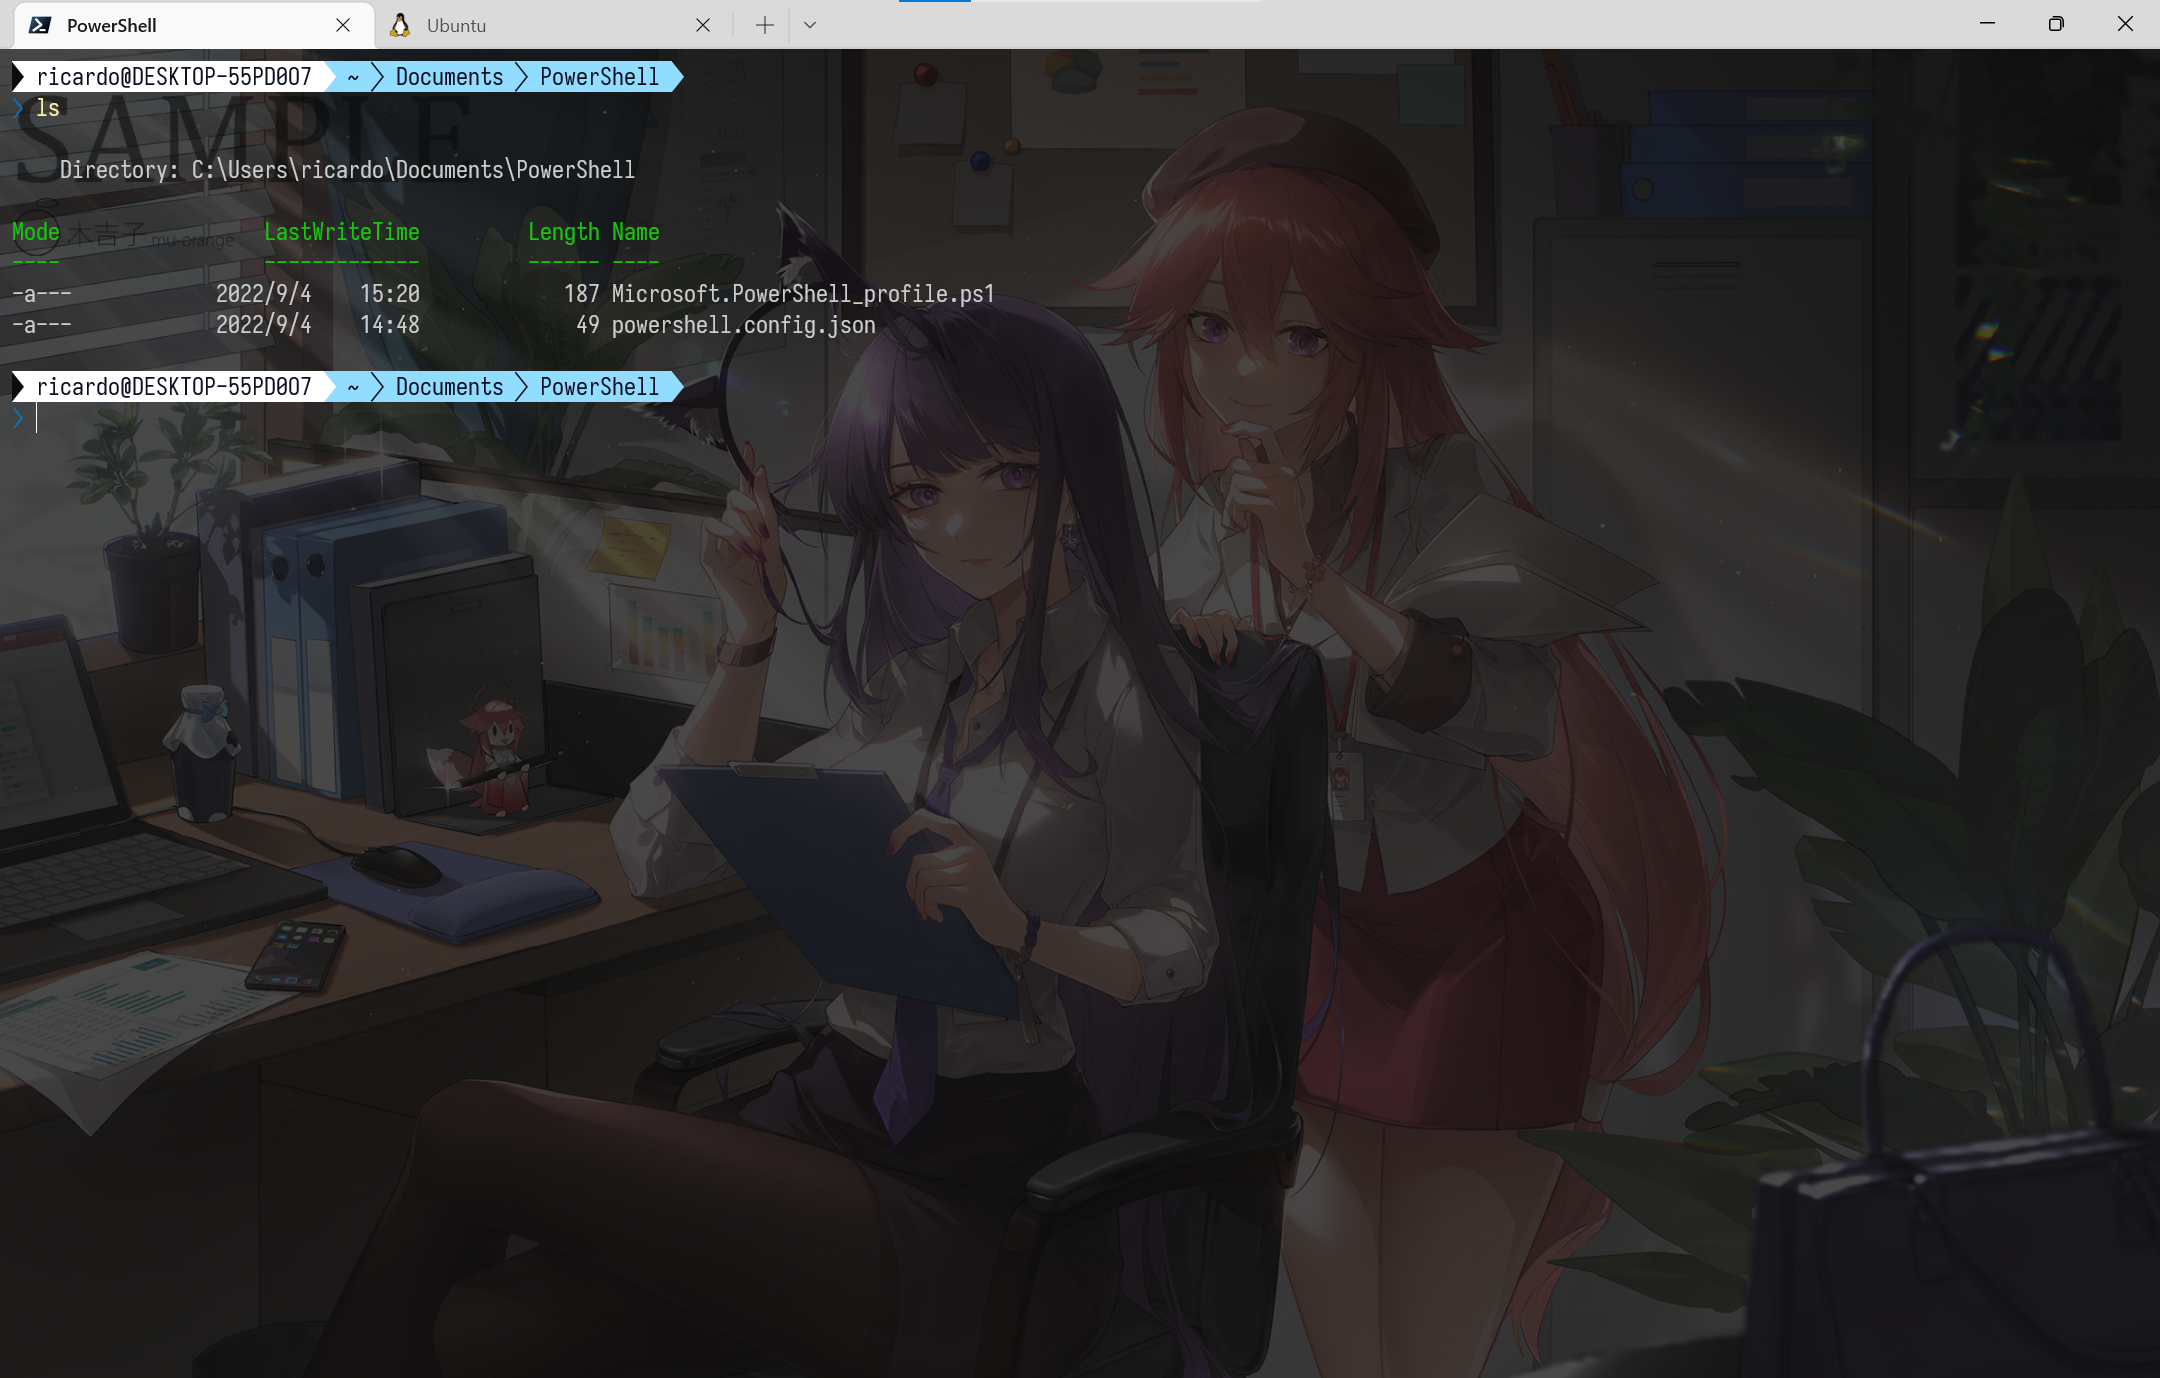 PowerShell
Ubuntu
ricardo@DESKTOP-55PD0O7 ~ Documents PowerShell
ls
SAMPLE
Directory: C:\Users\ricardo\Documents\PowerShell
木吉子 mu-orange
Mode LastWriteTime Length Name
---- ------------- ------ ----
-a--- 2022/9/4 15:20 187 Microsoft.PowerShell_profile.ps1
-a--- 2022/9/4 14:48 49 powershell.config.json
ricardo@DESKTOP-55PD0O7 ~ Documents PowerShell